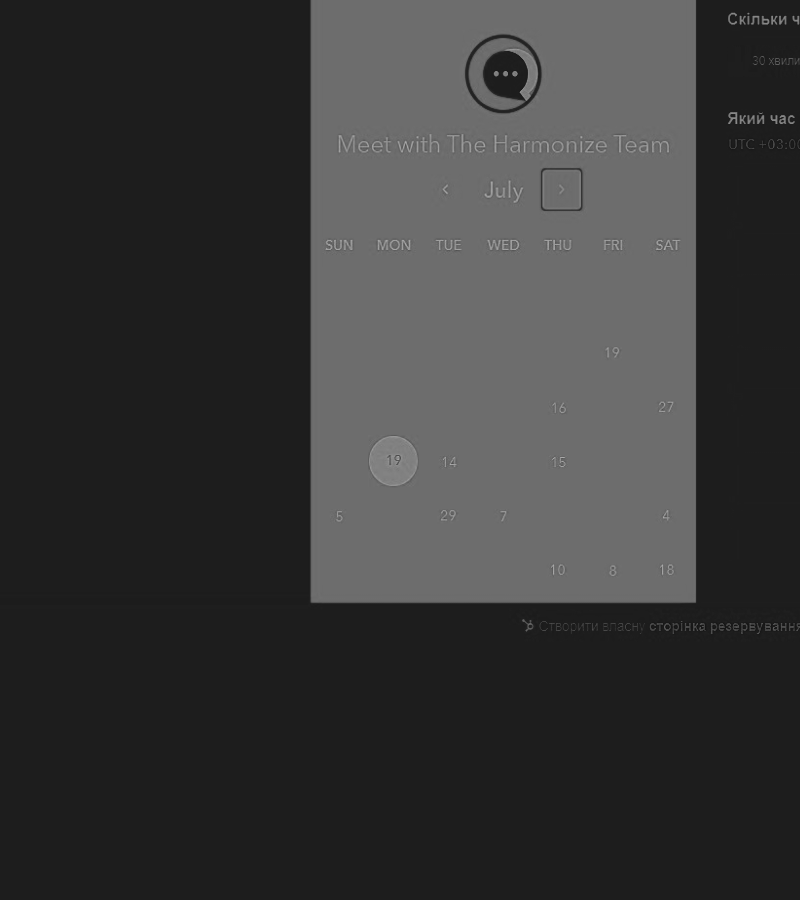 Скільки ч
30 хвили
Який час
UTC +03:00
Meet with The Harmonize Team
July
SUN MON TUE WED THU FRI SAT
19
16 27
19 14 15
5 29 7 4
10 8 18
Створити власну сторінка резервування